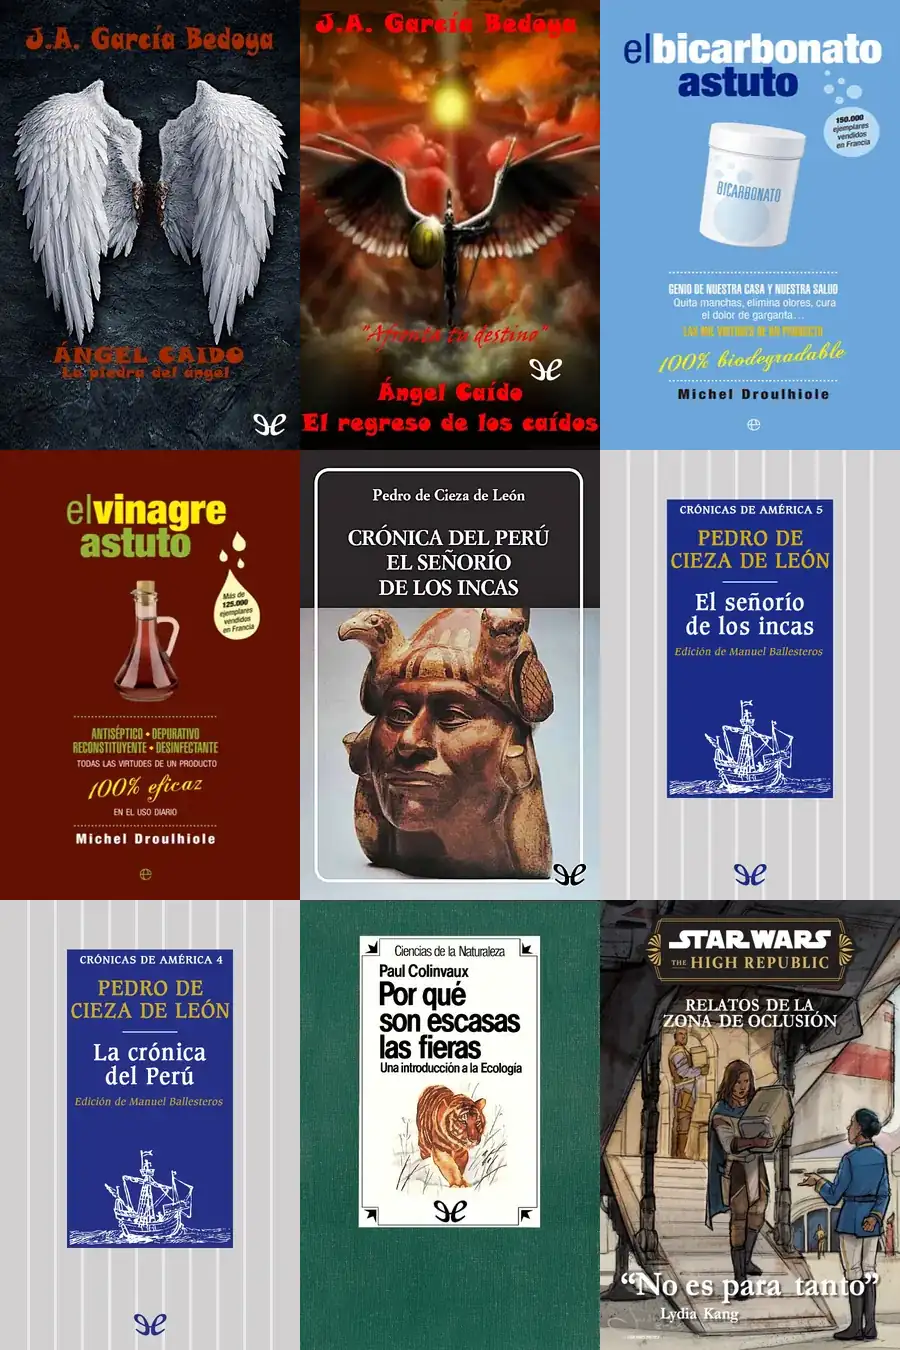 J.A. García Bedoya
ÁNGEL CAIDO
La piedra del angel
J.A. García Bedoya
"Afronta tu destino"
Ángel Caído
El regreso de los caídos
elbicarbonato
astuto
150.000
ejemplares
vendidos
en Francia
BICARBONATO
GENIO DE NUESTRA CASA Y NUESTRA SALUD
Quita manchas, elimina olores, cura
el dolor de garganta...
LAS MIL VIRTUDES DE UN PRODUCTO
100% biodegradable
Michel Droulhiole
elvinagre
astuto
Más de
125.000
ejemplares
vendidos
en Francia
ANTISÉPTICO • DEPURATIVO
RECONSTITUYENTE • DESINFECTANTE
TODAS LAS VIRTUDES DE UN PRODUCTO
100% eficaz
EN EL USO DIARIO
Michel Droulhiole
Pedro de Cieza de León
CRÓNICA DEL PERÚ
EL SEÑORÍO
DE LOS INCAS
CRÓNICAS DE AMÉRICA 5
PEDRO DE
CIEZA DE LEÓN
El señorío
de los incas
Edición de Manuel Ballesteros
CRÓNICAS DE AMÉRICA 4
PEDRO DE
CIEZA DE LEÓN
La crónica
del Perú
Edición de Manuel Ballesteros
Ciencias de la Naturaleza
Paul Colinvaux
Por qué
son escasas
las fieras
Una introducción a la Ecología
STAR WARS
THE HIGH REPUBLIC
RELATOS DE LA
ZONA DE OCLUSIÓN
"No es para tanto"
Lydia Kang